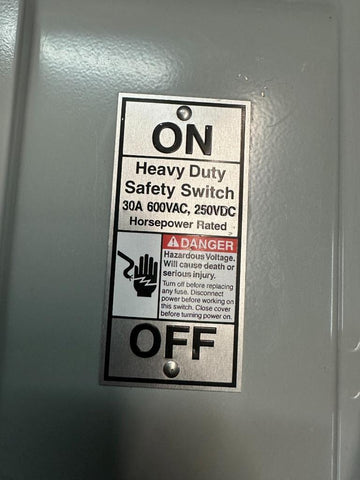 ON
Heavy Duty
Safety Switch
30A 600VAC, 250VDC
Horsepower Rated
DANGER
Hazardous Voltage.
Will cause death or
serious injury.
Turn off before replacing
any fuse. Disconnect
power before working on
this switch. Close cover
before turning power on.
OFF